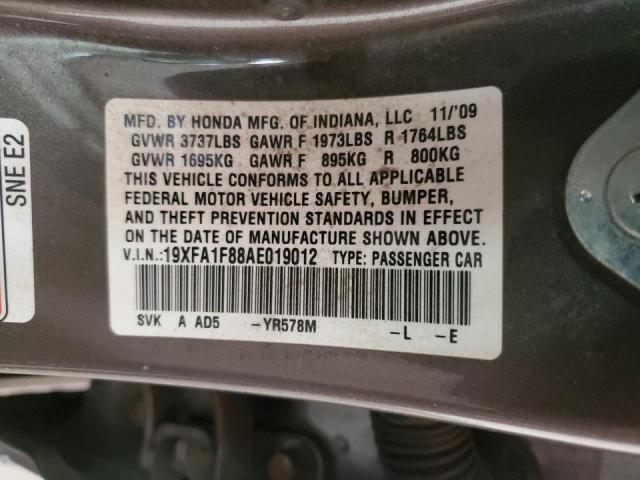 MFD. BY HONDA MFG. OF INDIANA, LLC 11/'09
GVWR 3737LBS GAWR F 1973LBS R 1764LBS
GVWR 1695KG GAWR F 895KG R 800KG
THIS VEHICLE CONFORMS TO ALL APPLICABLE
FEDERAL MOTOR VEHICLE SAFETY, BUMPER,
AND THEFT PREVENTION STANDARDS IN EFFECT
ON THE DATE OF MANUFACTURE SHOWN ABOVE.
V.I.N.:19XFA1F88AE019012 TYPE: PASSENGER CAR
SVK A AD5 -YR578M -L -E
SNE E2